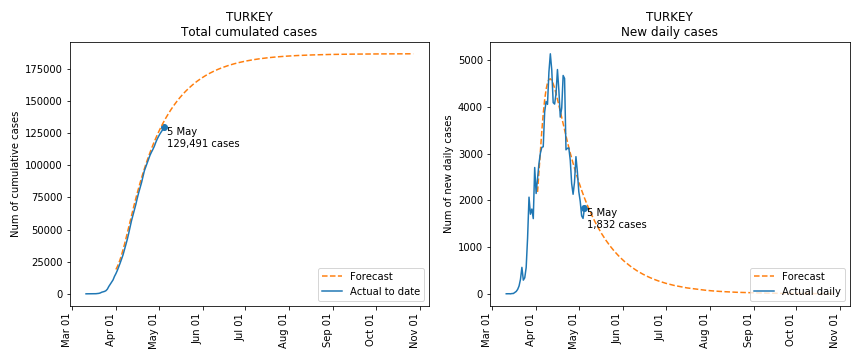 TURKEY
Total cumulated cases
Num of cumulative cases
175000
150000
125000
100000
75000
50000
25000
0
5 May
129,491 cases
Forecast
Actual to date
Mar 01
Apr 01
May 01
Jun 01
Jul 01
Aug 01
Sep 01
Oct 01
Nov 01
TURKEY
New daily cases
Num of new daily cases
5000
4000
3000
2000
1000
0
5 May
1,832 cases
Forecast
Actual daily
Mar 01
Apr 01
May 01
Jun 01
Jul 01
Aug 01
Sep 01
Oct 01
Nov 01